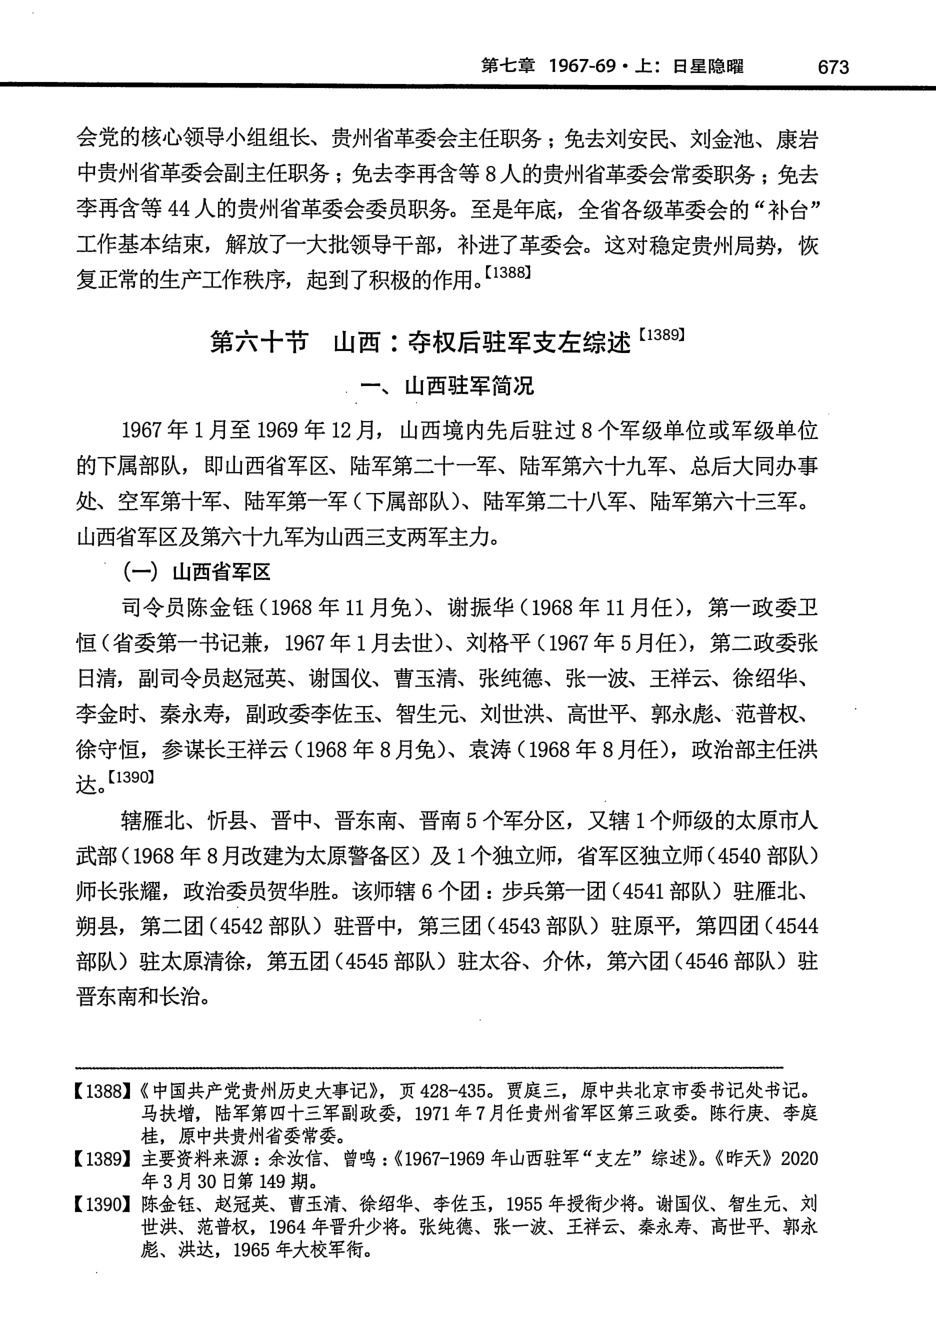 第七章 1967-69·上：日星隐曜 673
会党的核心领导小组组长、贵州省革委会主任职务；免去刘安民、刘金池、康岩
中贵州省革委会副主任职务；免去李再含等 8 人的贵州省革委会常委职务；免去
李再含等 44 人的贵州省革委会委员职务。至是年底，全省各级革委会的“补台”
工作基本结束，解放了一大批领导干部，补进了革委会。这对稳定贵州局势，恢
复正常的生产工作秩序，起到了积极的作用。【1388】
第六十节 山西：夺权后驻军支左综述【1389】
一、山西驻军简况
1967 年 1 月至 1969 年 12 月，山西境内先后驻过 8 个军级单位或军级单位
的下属部队，即山西省军区、陆军第二十一军、陆军第六十九军、总后大同办事
处、空军第十军、陆军第一军（下属部队）、陆军第二十八军、陆军第六十三军。
山西省军区及第六十九军为山西三支两军主力。
(一) 山西省军区
司令员陈金钰（1968 年 11 月免）、谢振华（1968 年 11 月任），第一政委卫
恒（省委第一书记兼，1967 年 1 月去世）、刘格平（1967 年 5 月任），第二政委张
日清，副司令员赵冠英、谢国仪、曹玉清、张纯德、张一波、王祥云、徐绍华、
李金时、秦永寿，副政委李佐玉、智生元、刘世洪、高世平、郭永彪、范普权、
徐守恒，参谋长王祥云（1968 年 8 月免）、袁涛（1968 年 8 月任），政治部主任洪
达。【1390】
辖雁北、忻县、晋中、晋东南、晋南 5 个军分区，又辖 1 个师级的太原市人
武部（1968 年 8 月改建为太原警备区）及 1 个独立师，省军区独立师（4540 部队）
师长张耀，政治委员贺华胜。该师辖 6 个团：步兵第一团（4541 部队）驻雁北、
朔县，第二团（4542 部队）驻晋中，第三团（4543 部队）驻原平，第四团（4544
部队）驻太原清徐，第五团（4545 部队）驻太谷、介休，第六团（4546 部队）驻
晋东南和长治。
【1388】《中国共产党贵州历史大事记》，页 428-435。贾庭三，原中共北京市委书记处书记。
马扶增，陆军第四十三军副政委，1971 年 7 月任贵州省军区第三政委。陈行庚、李庭
桂，原中共贵州省委常委。
【1389】主要资料来源：余汝信、曾鸣：《1967-1969 年山西驻军“支左”综述》。《昨天》2020
年 3 月 30 日第 149 期。
【1390】陈金钰、赵冠英、曹玉清、徐绍华、李佐玉，1955 年授衔少将。谢国仪、智生元、刘
世洪、范普权，1964 年晋升少将。张纯德、张一波、王祥云、秦永寿、高世平、郭永
彪、洪达，1965 年大校军衔。